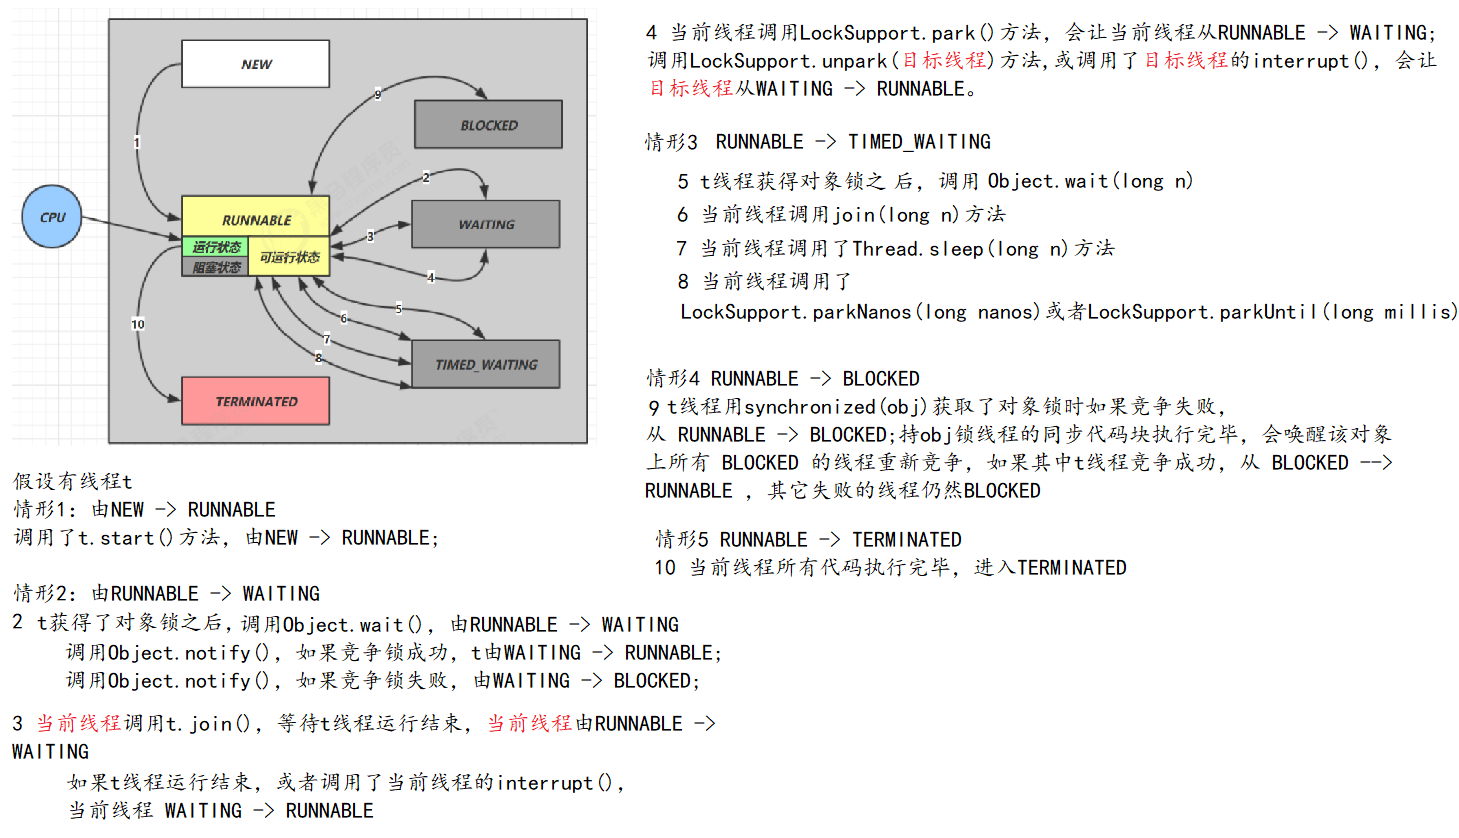 NEW
9
BLOCKED
1
2
CPU
RUNNABLE
WAITING
3
运行状态
可运行状态
阻塞状态
4
5
10
6
7
8
TIMED_WAITING
TERMINATED
假设有线程t
情形1：由NEW -> RUNNABLE
调用了t.start()方法，由NEW -> RUNNABLE；
情形2：由RUNNABLE -> WAITING
2 t获得了对象锁之后，调用Object.wait()，由RUNNABLE -> WAITING
调用Object.notify()，如果竞争锁成功，t由WAITING -> RUNNABLE；
调用Object.notify()，如果竞争锁失败，由WAITING -> BLOCKED；
3 当前线程调用t.join()，等待t线程运行结束，当前线程由RUNNABLE ->
WAITING
如果t线程运行结束，或者调用了当前线程的interrupt()，
当前线程 WAITING -> RUNNABLE
4 当前线程调用LockSupport.park()方法，会让当前线程从RUNNABLE -> WAITING；
调用LockSupport.unpark(目标线程)方法,或调用了目标线程的interrupt()，会让
目标线程从WAITING -> RUNNABLE。
情形3 RUNNABLE -> TIMED_WAITING
5 t线程获得对象锁之 后，调用 Object.wait(long n)
6 当前线程调用join(long n)方法
7 当前线程调用了Thread.sleep(long n)方法
8 当前线程调用了
LockSupport.parkNanos(long nanos)或者LockSupport.parkUntil(long millis)
情形4 RUNNABLE -> BLOCKED
9 t线程用synchronized(obj)获取了对象锁时如果竞争失败，
从 RUNNABLE -> BLOCKED;持obj锁线程的同步代码块执行完毕，会唤醒该对象
上所有 BLOCKED 的线程重新竞争，如果其中t线程竞争成功，从 BLOCKED -->
RUNNABLE ，其它失败的线程仍然BLOCKED
情形5 RUNNABLE -> TERMINATED
10 当前线程所有代码执行完毕，进入TERMINATED